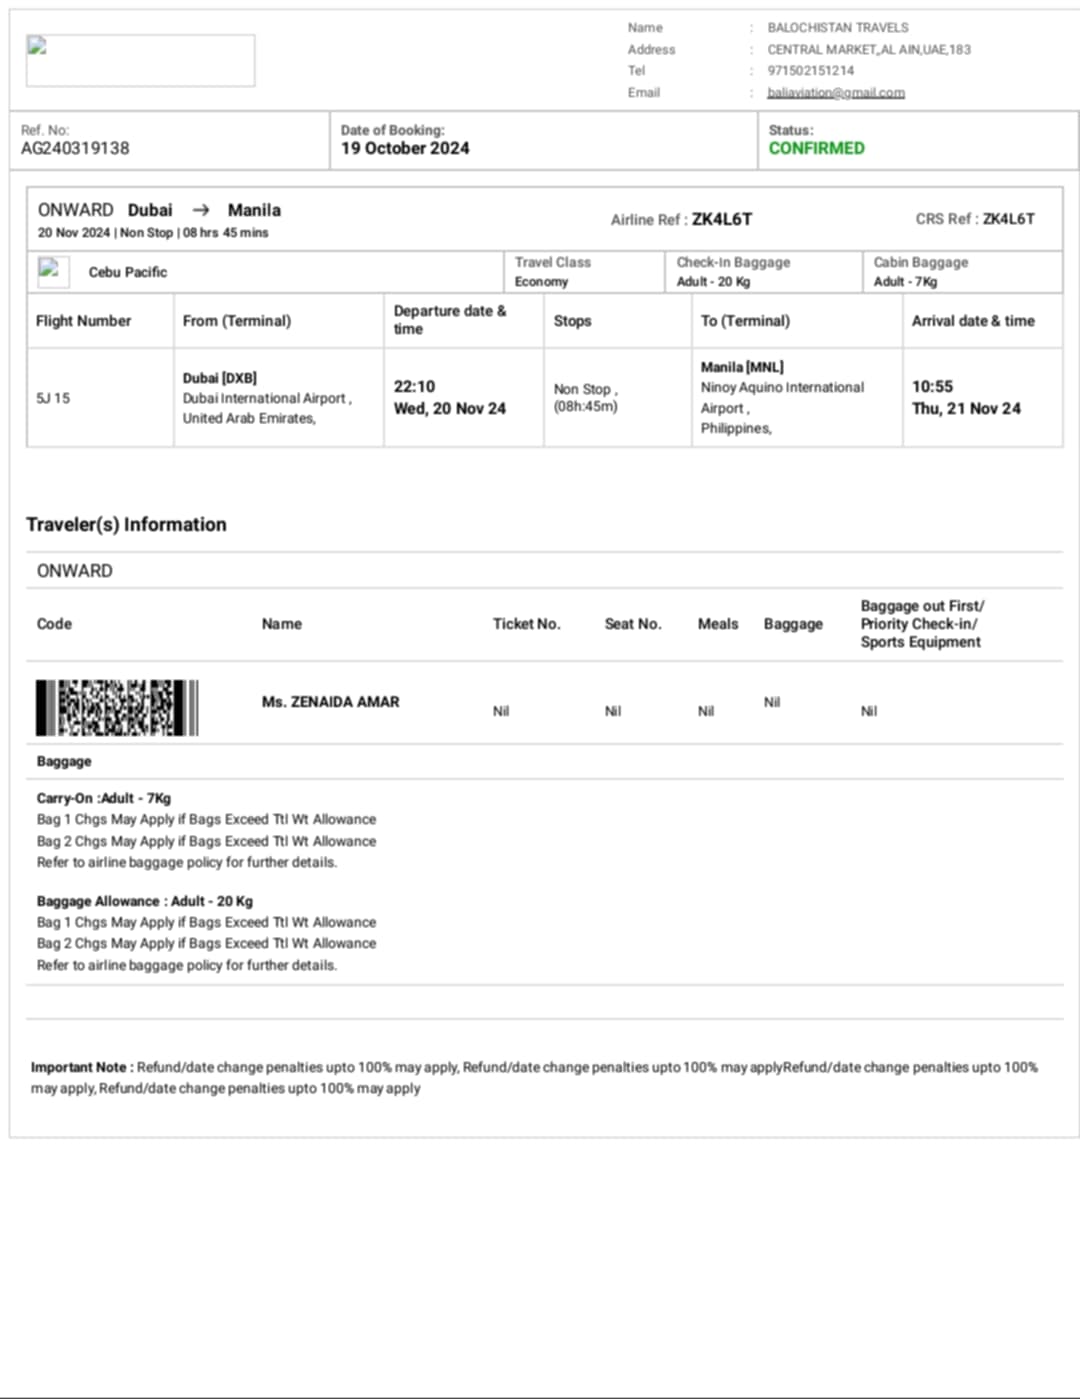 Name : BALOCHISTAN TRAVELS
Address : CENTRAL MARKET,,AL AIN,UAE,183
Tel : 971502151214
Email : baliaviation@gmail.com
Ref. No:
AG240319138
Date of Booking:
19 October 2024
Status:
CONFIRMED
ONWARD Dubai → Manila
20 Nov 2024 | Non Stop | 08 hrs 45 mins
Airline Ref : ZK4L6T
CRS Ref : ZK4L6T
Cebu Pacific
Travel Class
Economy
Check-In Baggage
Adult - 20 Kg
Cabin Baggage
Adult - 7Kg
Flight Number
From (Terminal)
Departure date &
time
Stops
To (Terminal)
Arrival date & time
5J 15
Dubai [DXB]
Dubai International Airport ,
United Arab Emirates,
22:10
Wed, 20 Nov 24
Non Stop ,
(08h:45m)
Manila [MNL]
Ninoy Aquino International
Airport ,
Philippines,
10:55
Thu, 21 Nov 24
Traveler(s) Information
ONWARD
Code
Name
Ticket No.
Seat No.
Meals
Baggage
Baggage out First/
Priority Check-in/
Sports Equipment
Ms. ZENAIDA AMAR
Nil
Nil
Nil
Nil
Nil
Baggage
Carry-On :Adult - 7Kg
Bag 1 Chgs May Apply if Bags Exceed Ttl Wt Allowance
Bag 2 Chgs May Apply if Bags Exceed Ttl Wt Allowance
Refer to airline baggage policy for further details.
Baggage Allowance : Adult - 20 Kg
Bag 1 Chgs May Apply if Bags Exceed Ttl Wt Allowance
Bag 2 Chgs May Apply if Bags Exceed Ttl Wt Allowance
Refer to airline baggage policy for further details.
Important Note : Refund/date change penalties upto 100% may apply, Refund/date change penalties upto 100% may applyRefund/date change penalties upto 100%
may apply, Refund/date change penalties upto 100% may apply